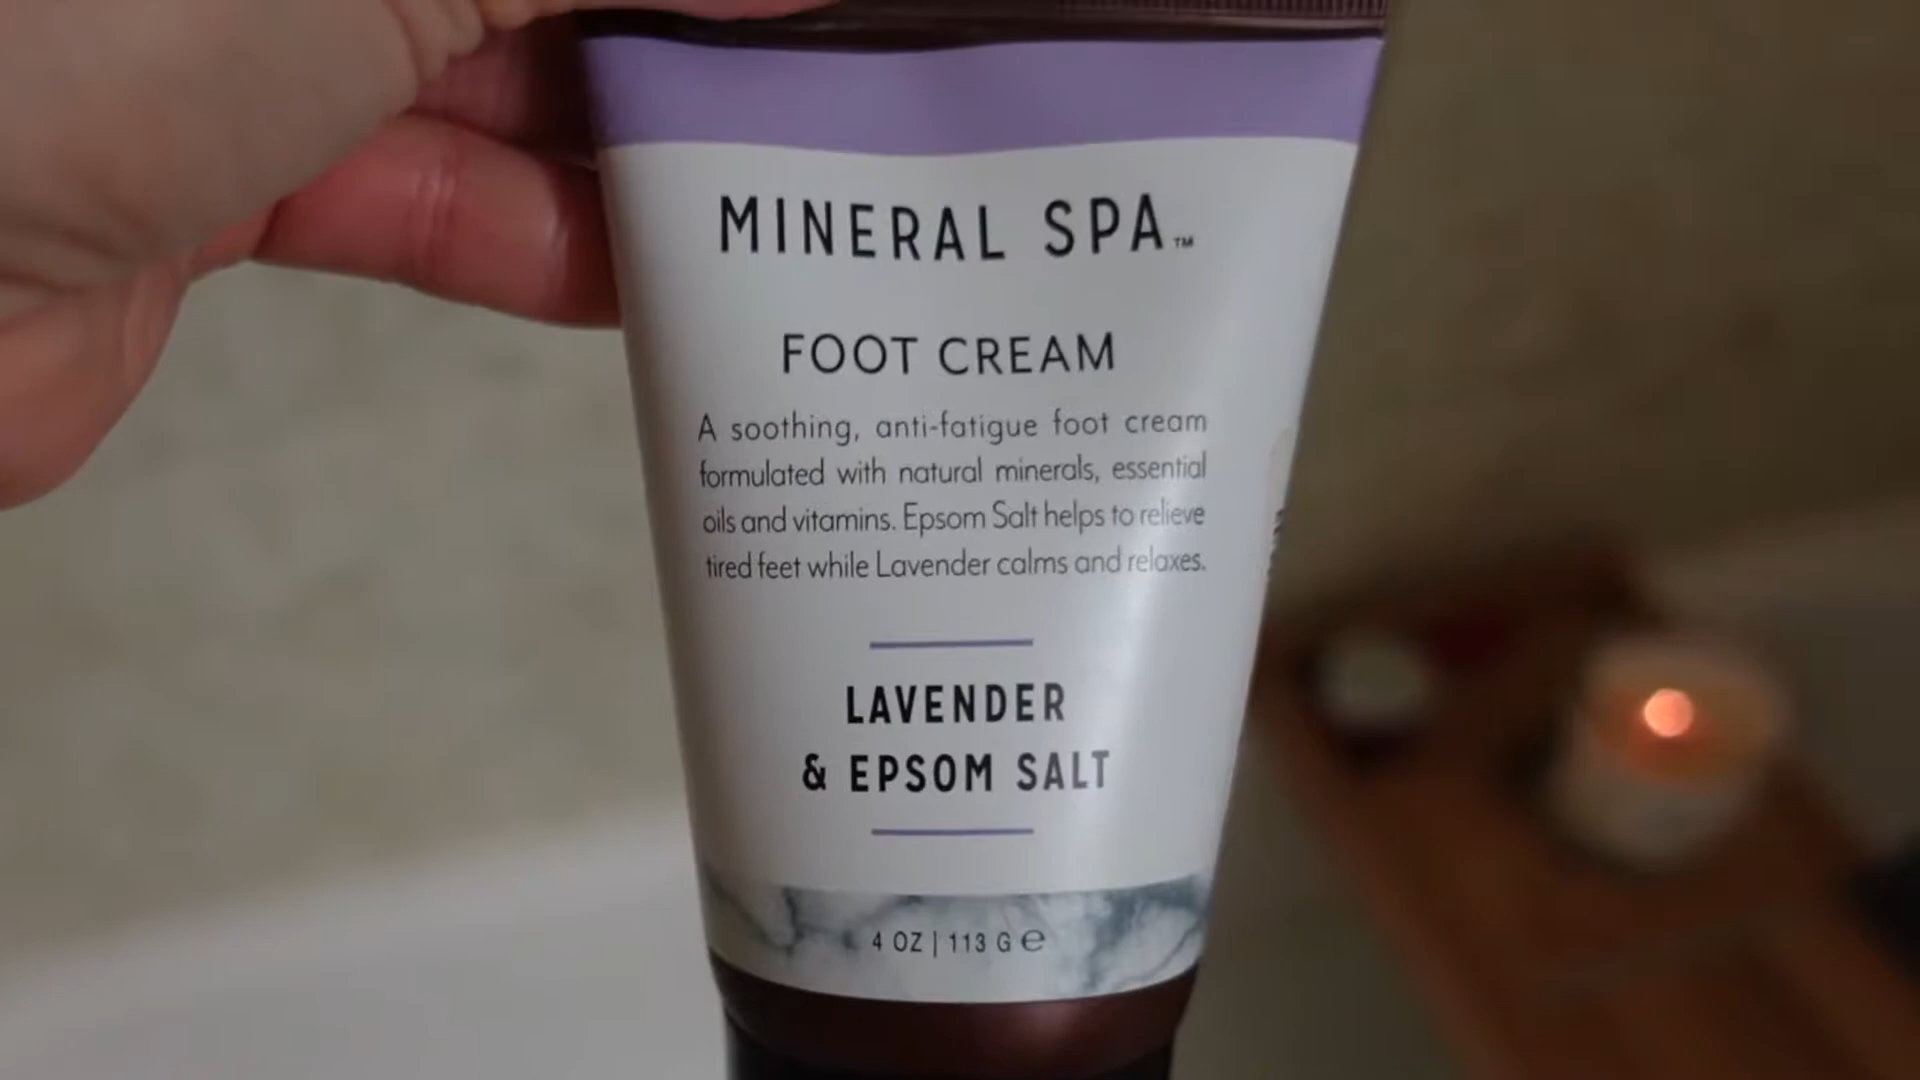 MINERAL SPA™
FOOT CREAM
A soothing, anti-fatigue foot cream
formulated with natural minerals, essential
oils and vitamins. Epsom Salt helps to relieve
tired feet while Lavender calms and relaxes.
LAVENDER
& EPSOM SALT
4 OZ | 113 G ℮